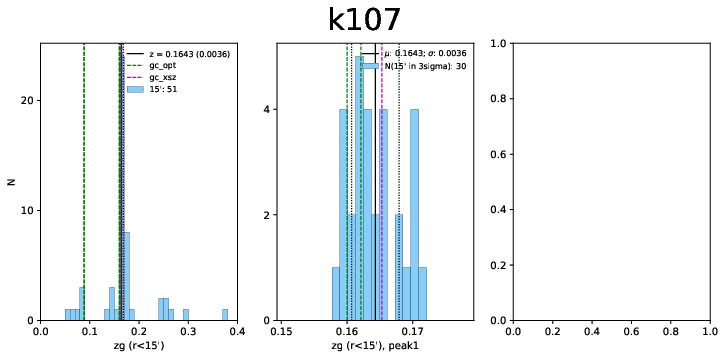 k107
z = 0.1643 (0.0036)
gc_opt
gc_xsz
15': 51
N
20
10
0
0.0 0.1 0.2 0.3 0.4
zg (r<15')
μ: 0.1643; σ: 0.0036
N(15' in 3sigma): 30
4
2
0
0.15 0.16 0.17
zg (r<15'), peak1
1.0
0.8
0.6
0.4
0.2
0.0
0.0 0.2 0.4 0.6 0.8 1.0